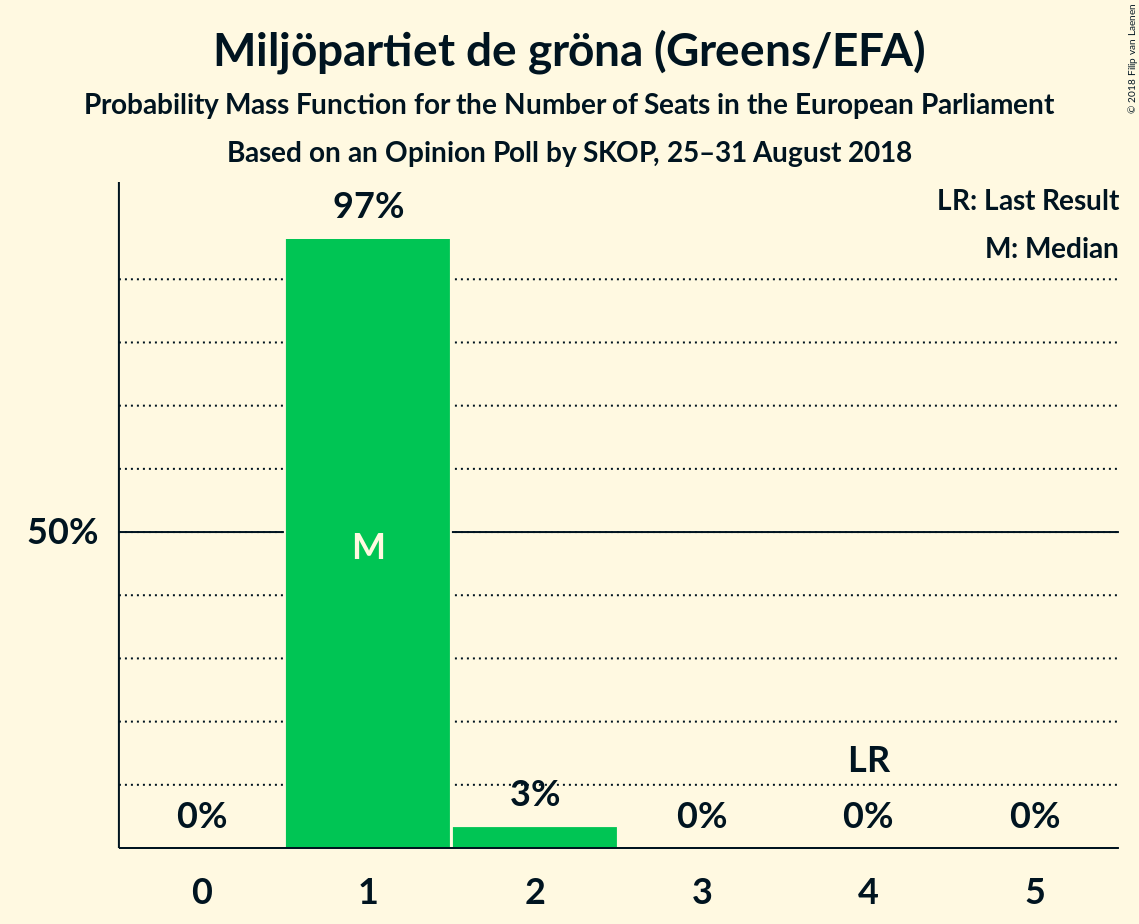 Miljöpartiet de gröna (Greens/EFA)
Probability Mass Function for the Number of Seats in the European Parliament
Based on an Opinion Poll by SKOP, 25–31 August 2018
© 2018 Filip van Laenen
LR: Last Result
M: Median
97%
50%
M
LR
0%
3%
0%
0%
0%
0 1 2 3 4 5